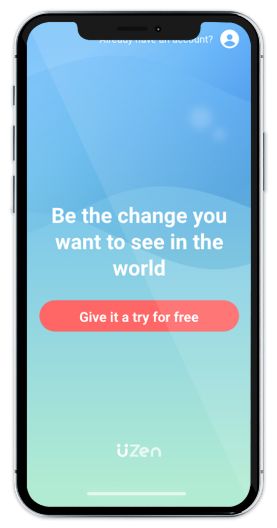 Already have an account?
Be the change you
want to see in the
world
Give it a try for free
ÜZen